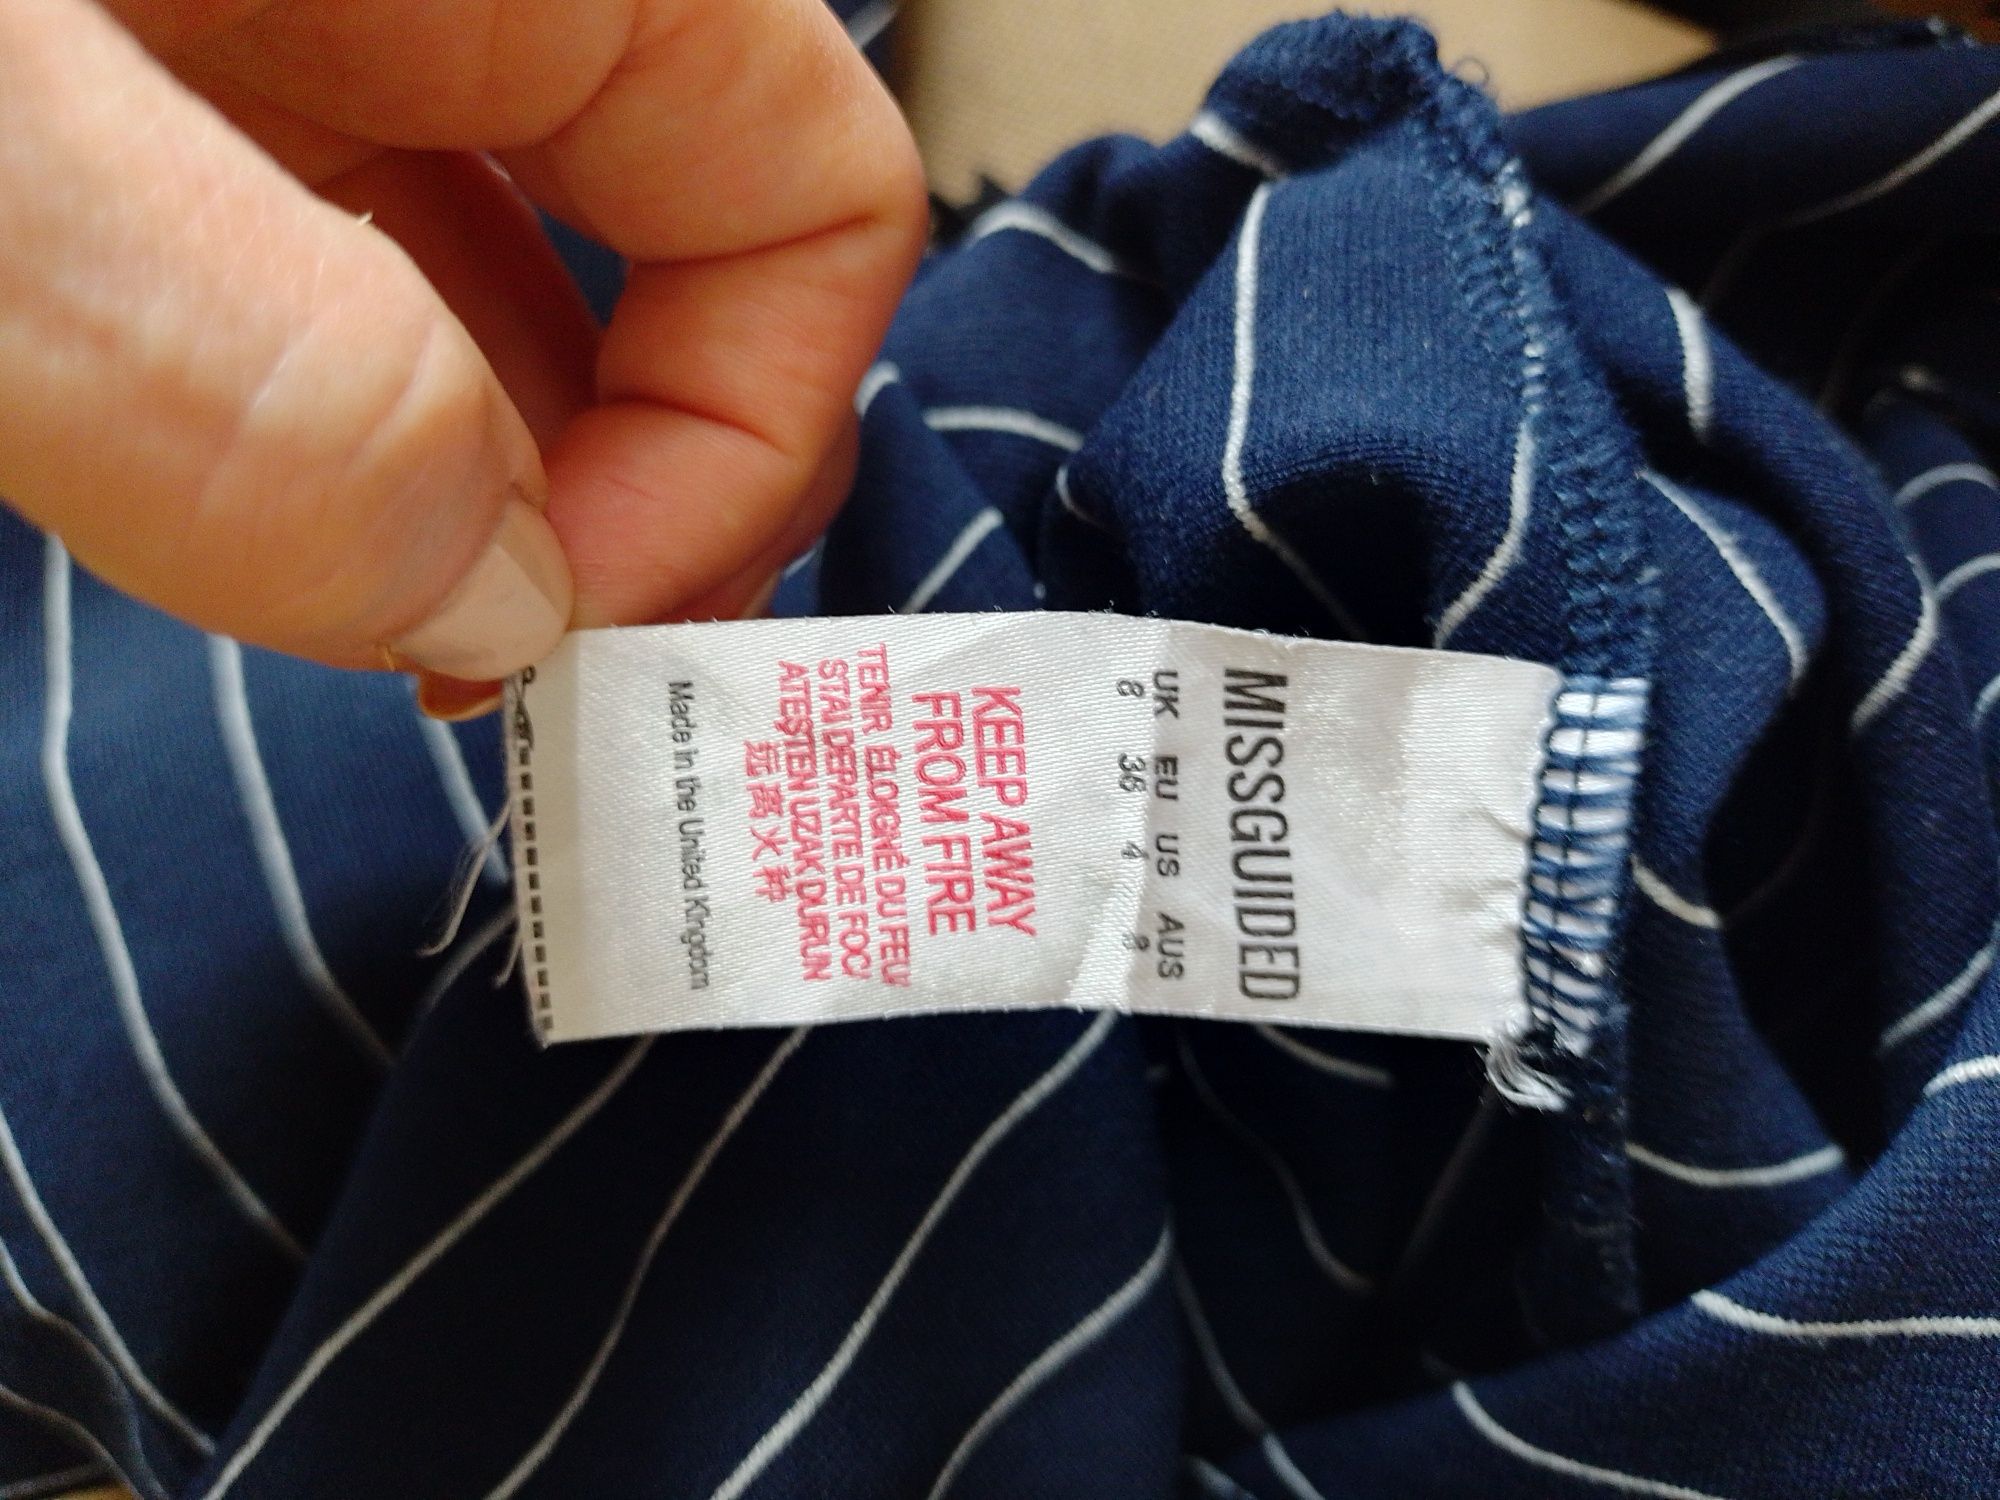 MISSGUIDED
UK EU US AUS
8 36 4 8
KEEP AWAY
FROM FIRE
TENIR ÉLOIGNÉ DU FEU
STAI DEPARTE DE FOC!
ATEŞTEN UZAK DURUN
远离火种
Made in the United Kingdom